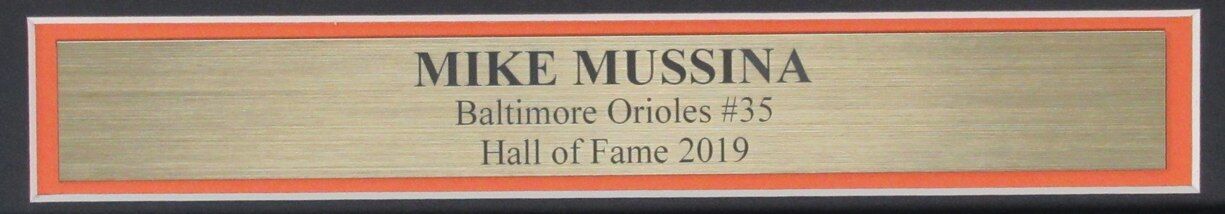 MIKE MUSSINA
Baltimore Orioles #35
Hall of Fame 2019